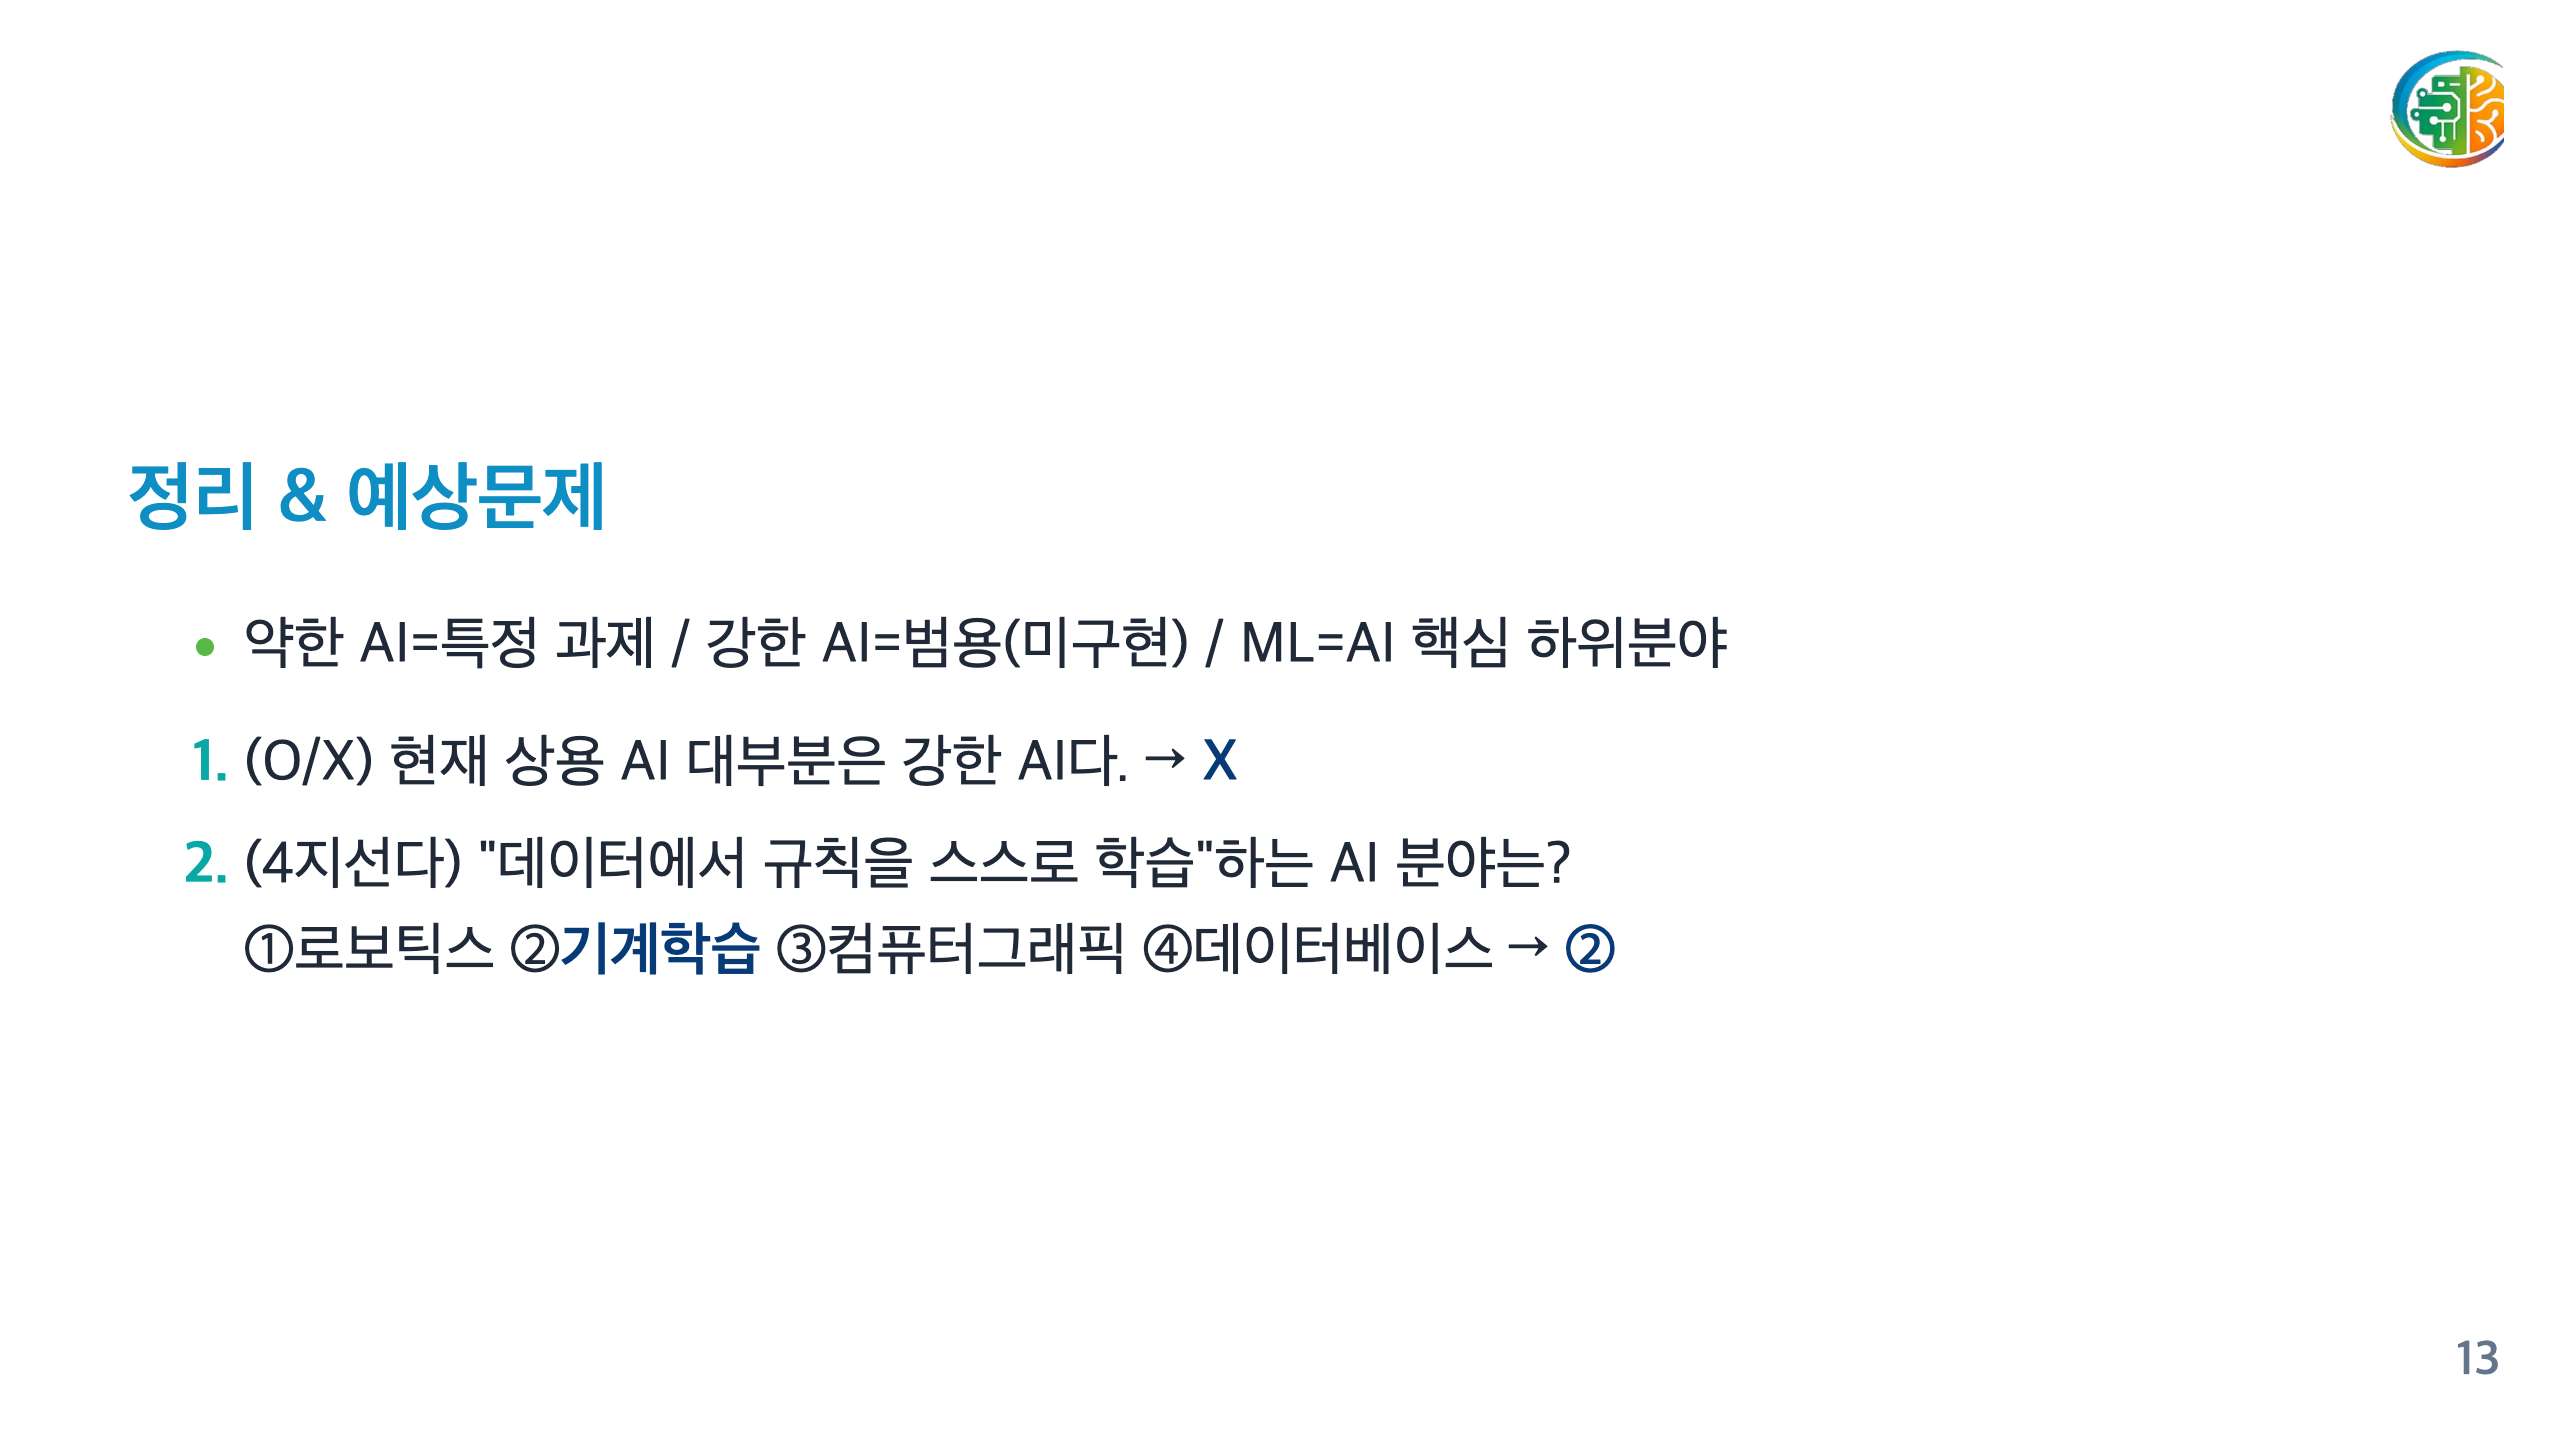 정리 & 예상문제
• 약한 AI=특정 과제 / 강한 AI=범용(미구현) / ML=AI 핵심 하위분야
1. (O/X) 현재 상용 AI 대부분은 강한 AI다. → X
2. (4지선다) "데이터에서 규칙을 스스로 학습"하는 AI 분야는?
①로보틱스 ②기계학습 ③컴퓨터그래픽 ④데이터베이스 → ②
13